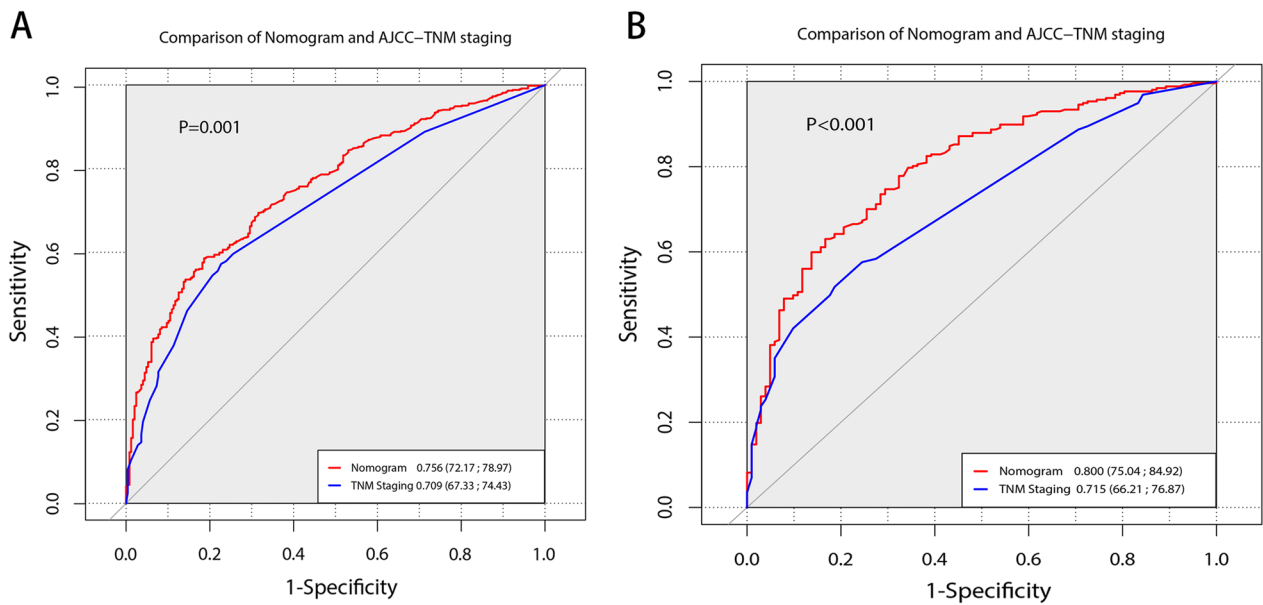 A
Comparison of Nomogram and AJCC−TNM staging
P=0.001
1.0
0.8
0.6
0.4
0.2
0.0
Sensitivity
Nomogram 0.756 (72.17 ; 78.97)
TNM Staging 0.709 (67.33 ; 74.43)
0.0 0.2 0.4 0.6 0.8 1.0
1-Specificity
B
Comparison of Nomogram and AJCC−TNM staging
P<0.001
1.0
0.8
0.6
0.4
0.2
0.0
Sensitivity
Nomogram 0.800 (75.04 ; 84.92)
TNM Staging 0.715 (66.21 ; 76.87)
0.0 0.2 0.4 0.6 0.8 1.0
1-Specificity